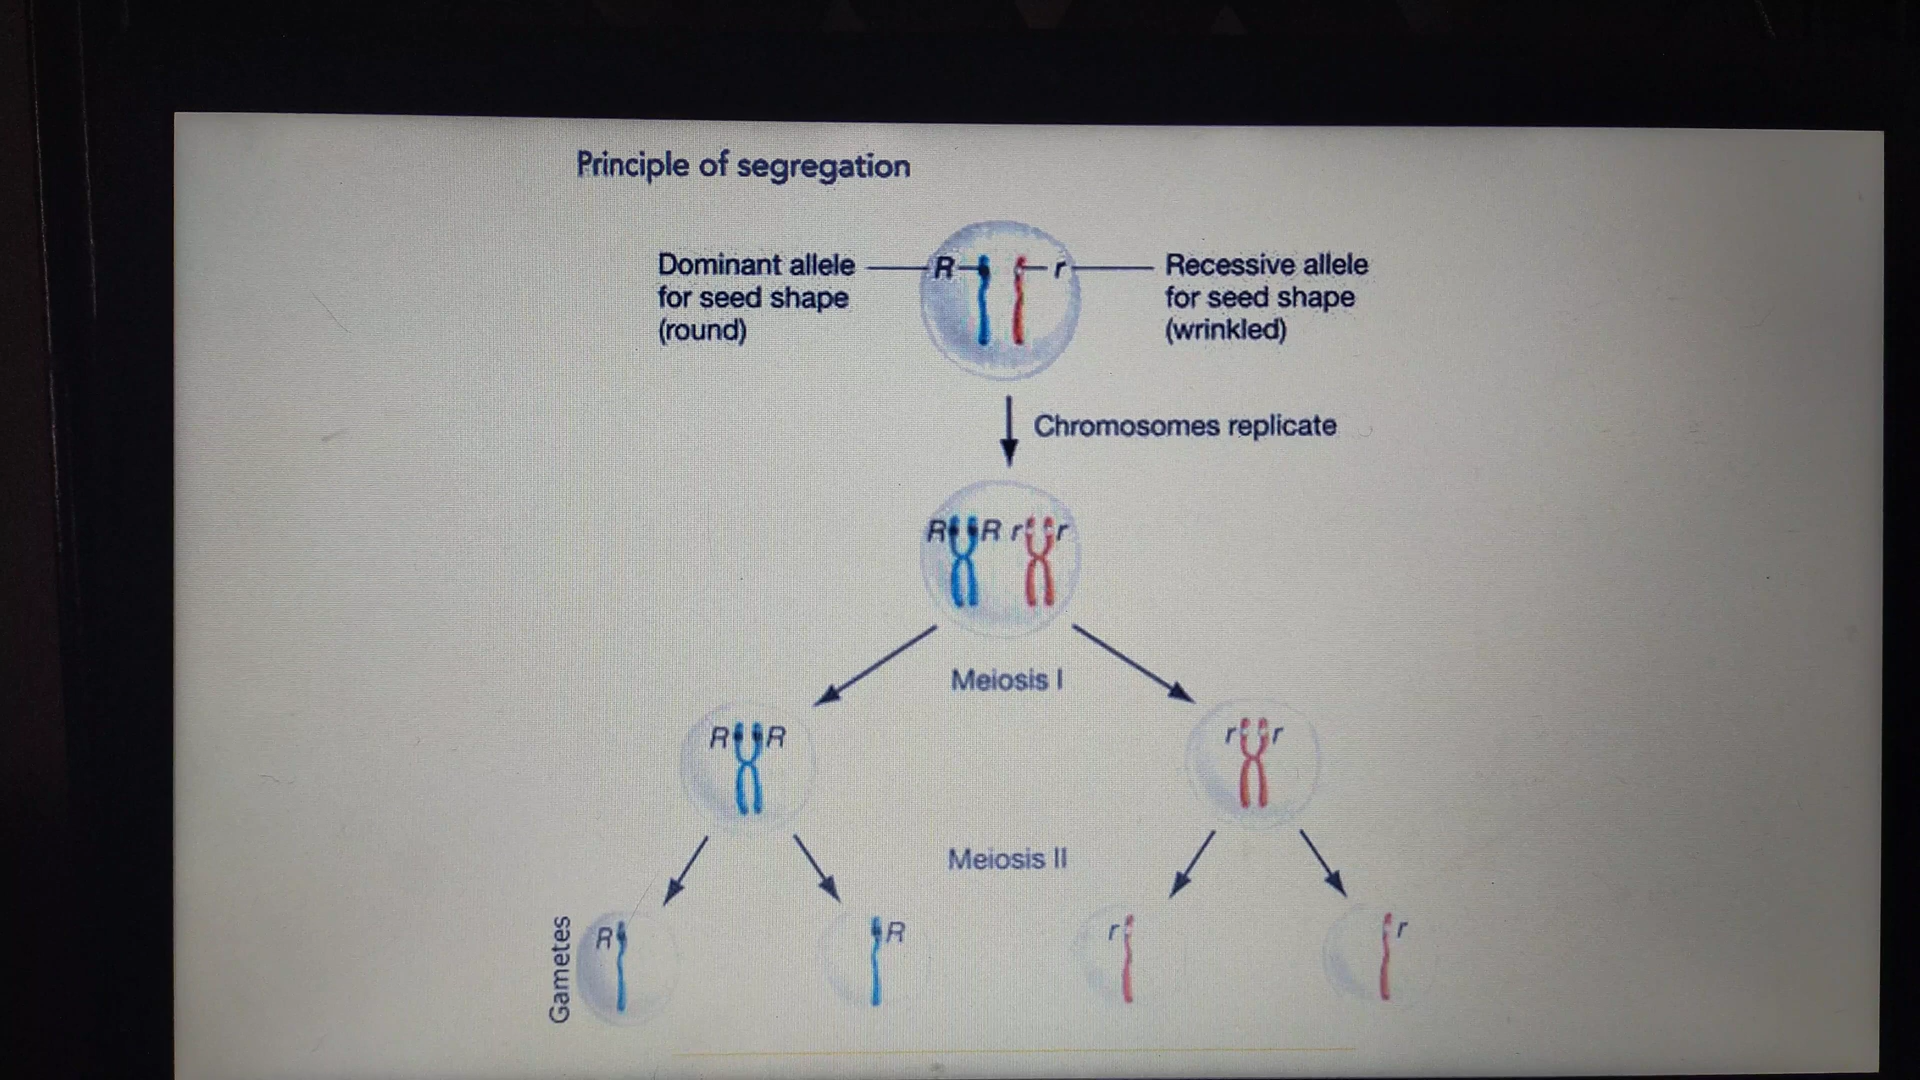 Principle of segregation
Dominant allele
for seed shape
(round)
R r
Recessive allele
for seed shape
(wrinkled)
Chromosomes replicate
R R r r
Meiosis I
R R
r r
Meiosis II
Gametes
R
R
r
r